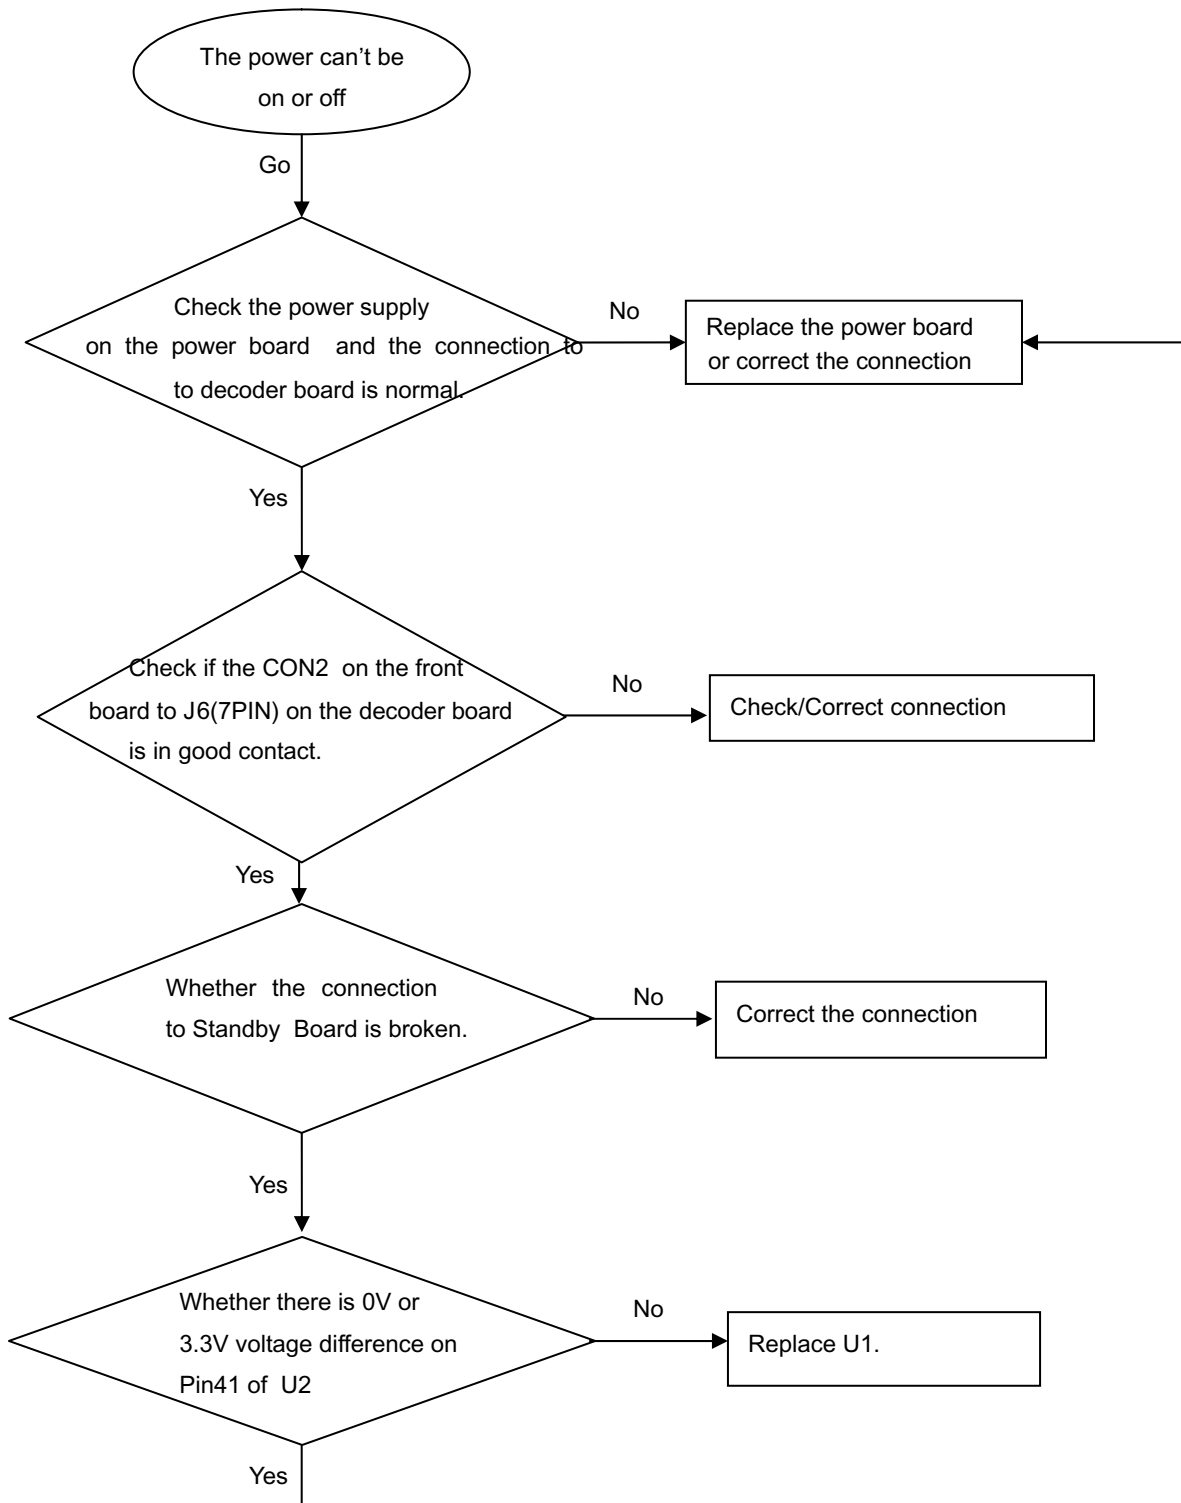 The power can't be
on or off
Go
Check the power supply
on the power board and the connection to
to decoder board is normal.
No
Replace the power board
or correct the connection
Yes
Check if the CON2 on the front
board to J6(7PIN) on the decoder board
is in good contact.
No
Check/Correct connection
Yes
Whether the connection
to Standby Board is broken.
No
Correct the connection
Yes
Whether there is 0V or
3.3V voltage difference on
Pin41 of U2
No
Replace U1.
Yes